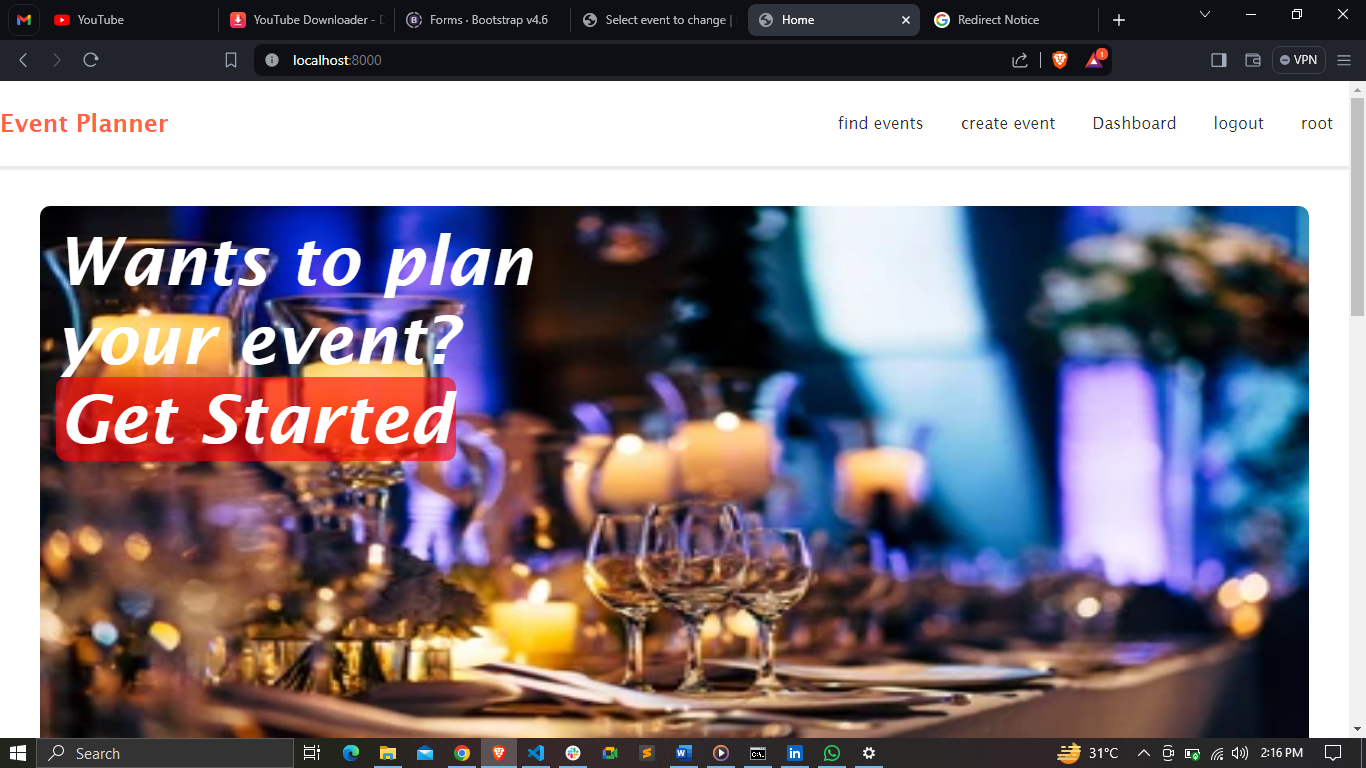 YouTube
YouTube Downloader - D
Forms · Bootstrap v4.6
Select event to change |
Home
Redirect Notice
localhost:8000
1
VPN
Event Planner
find events
create event
Dashboard
logout
root
Wants to plan
your event?
Get Started
Search
31°C
2:16 PM